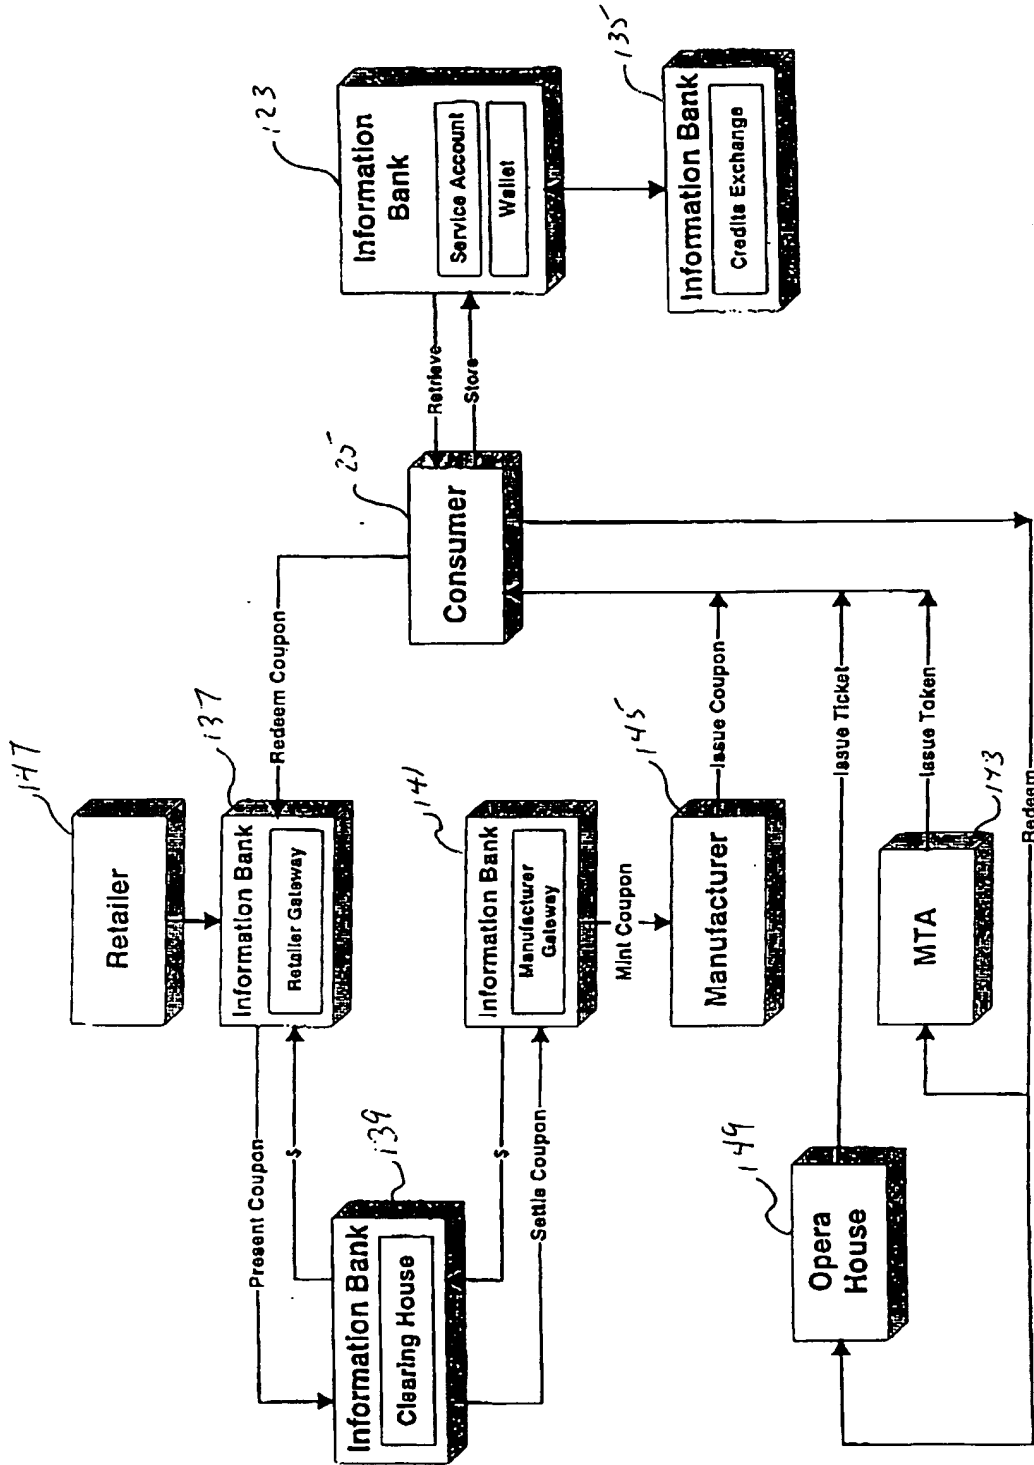 147
Retailer
137
Information Bank
Retailer Gateway
Redeem Coupon
Present Coupon
$
139
Information Bank
Clearing House
$
Settle Coupon
141
Information Bank
Manufacturer
Gateway
Mint Coupon
145
Manufacturer
Issue Coupon
25
Consumer
Retrieve
Store
123
Information
Bank
Service Account
Wallet
135
Information Bank
Credits Exchange
149
Opera
House
Issue Ticket
143
MTA
Issue Token
Redeem